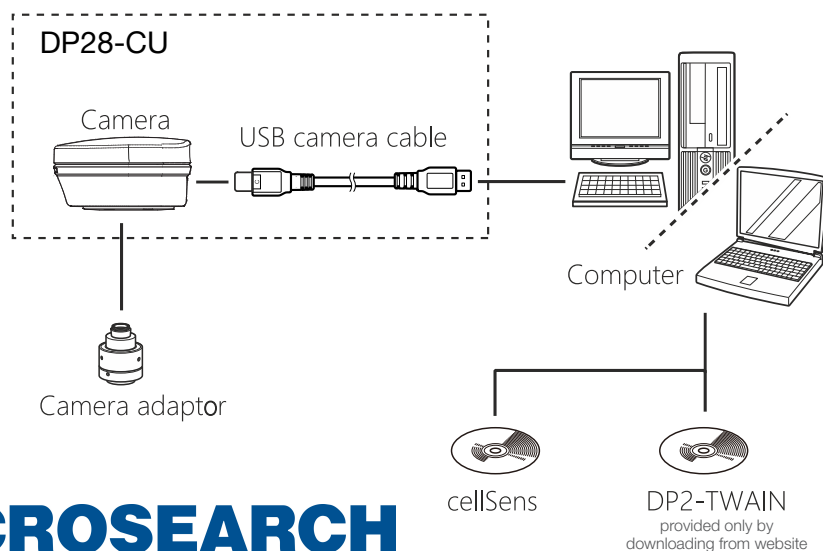 DP28-CU
Camera
USB camera cable
Computer
Camera adaptor
cellSens
DP2-TWAIN
provided only by
downloading from website
CROSEARCH